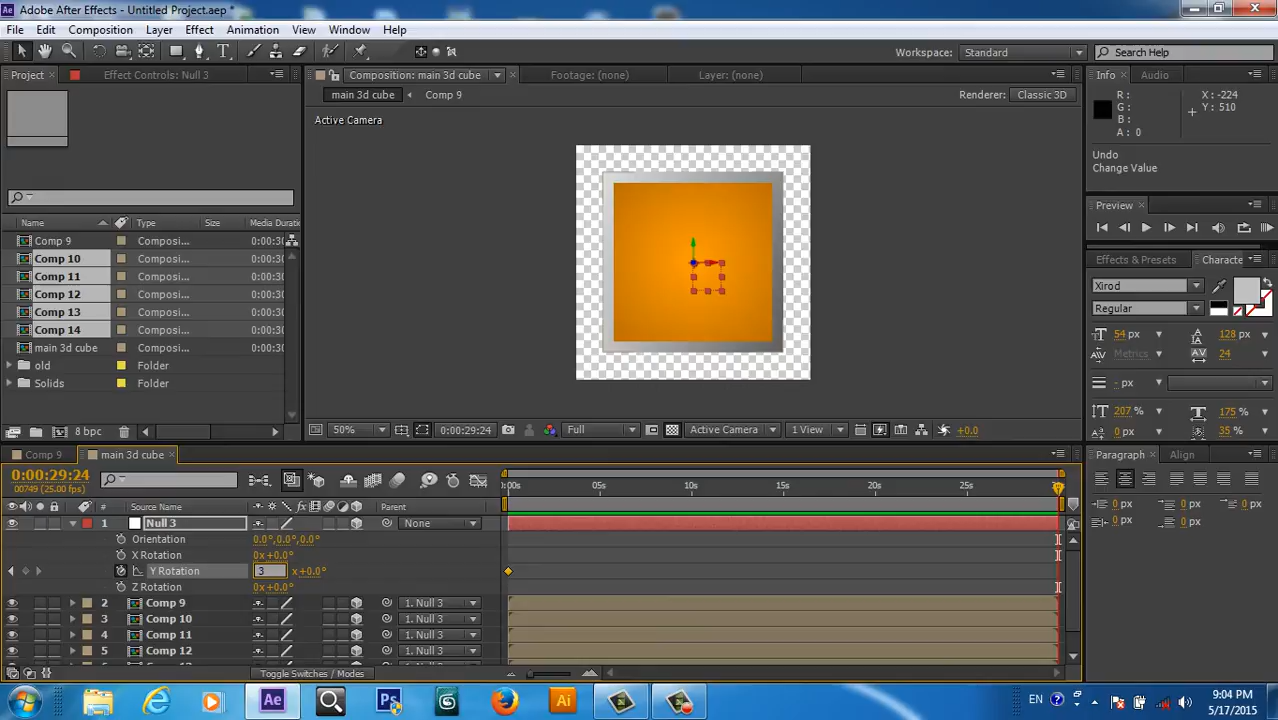 Adobe After Effects - Untitled Project.aep *
File Edit Composition Layer Effect Animation View Window Help
Workspace: Standard Search Help
Project Effect Controls: Null 3
Composition: main 3d cube Footage: (none) Layer: (none)
Info Audio
main 3d cube Comp 9 Renderer: Classic 3D
Active Camera
R :
G :
B :
A : 0
X : -224
Y : 510
Undo
Change Value
Preview
Effects & Presets Characte
Xirod
Regular
54 px 128 px
Metrics 24
- px
207 % 175 %
0 px 35 %
Name Type Size Media Duratio
Comp 9 Composi... 0:00:30
Comp 10 Composi... 0:00:30
Comp 11 Composi... 0:00:30
Comp 12 Composi... 0:00:30
Comp 13 Composi... 0:00:30
Comp 14 Composi... 0:00:30
main 3d cube Composi... 0:00:30
old Folder
Solids Folder
8 bpc
50% 0:00:29:24 Full Active Camera 1 View +0.0
Comp 9 main 3d cube
Paragraph Align
0:00:29:24
00749 (25.00 fps)
:00s 05s 10s 15s 20s 25s
# Source Name Parent
1 Null 3 None
Orientation 0.0°,0.0°,0.0°
X Rotation 0x+0.0°
Y Rotation 3 x+0.0°
Z Rotation 0x+0.0°
2 Comp 9 1. Null 3
3 Comp 10 1. Null 3
4 Comp 11 1. Null 3
5 Comp 12 1. Null 3
Toggle Switches / Modes
0 px 0 px
0 px 0 px
EN 9:04 PM
5/17/2015